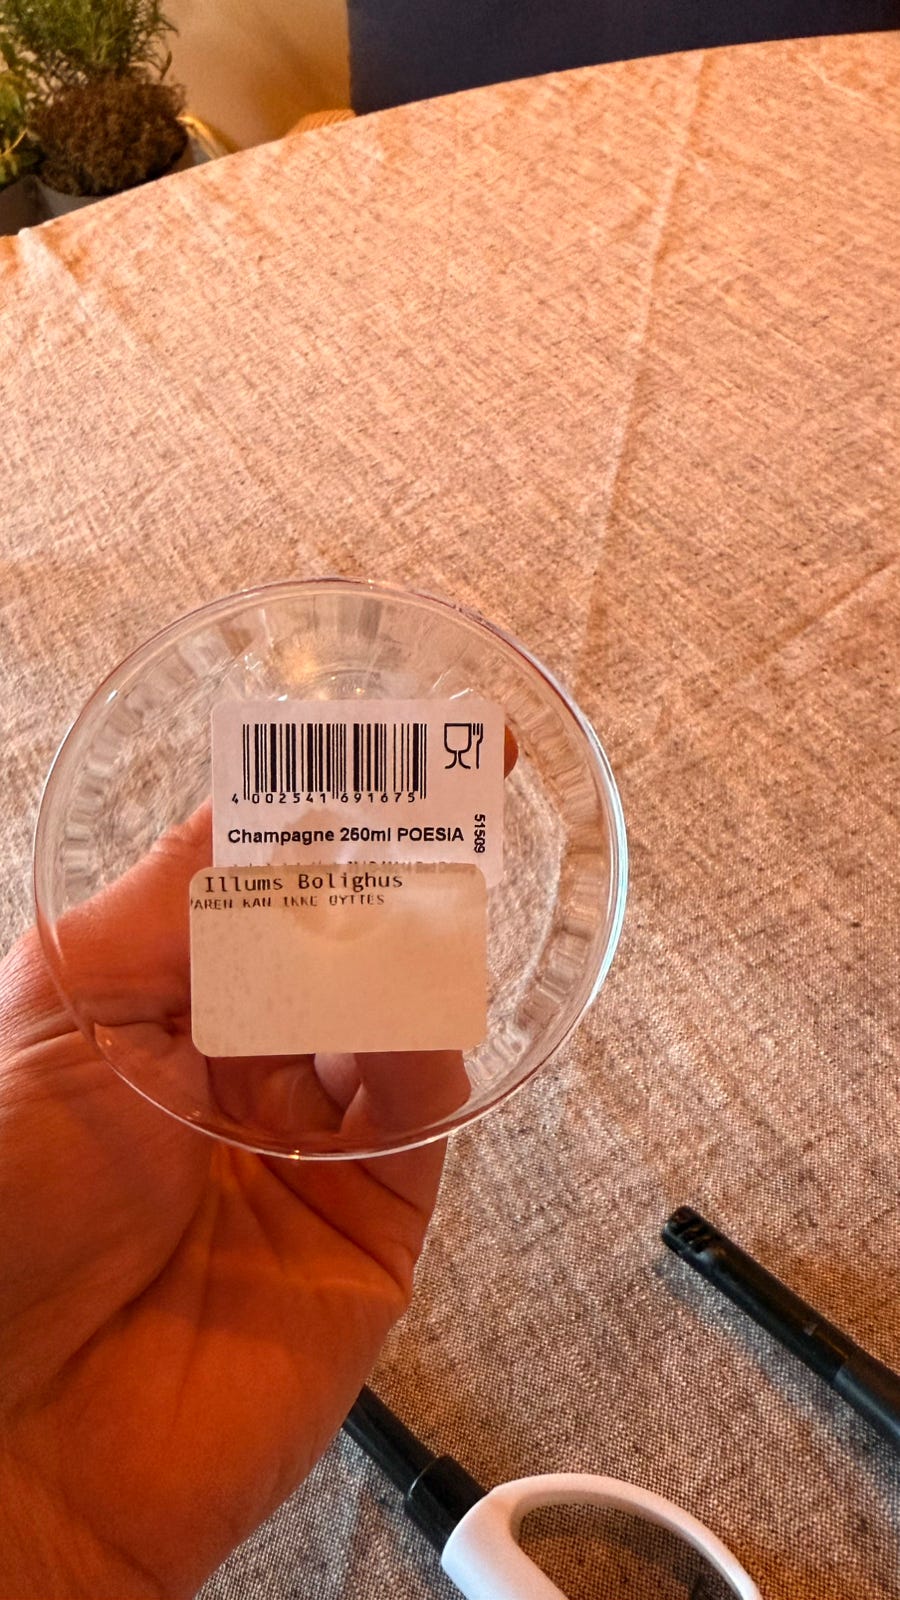 4 002541 691675
Champagne 250ml POESIA
51509
Illums Bolighus
VAREN KAN IKKE BYTTES